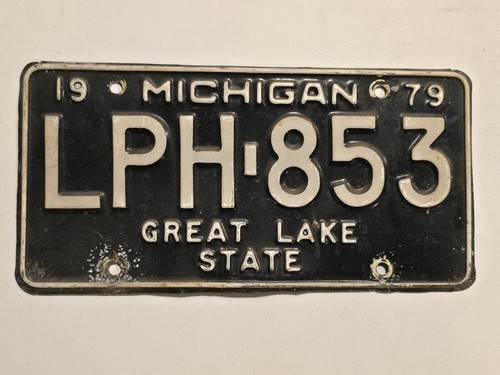 19 MICHIGAN 79
LPH-853
GREAT LAKE
STATE